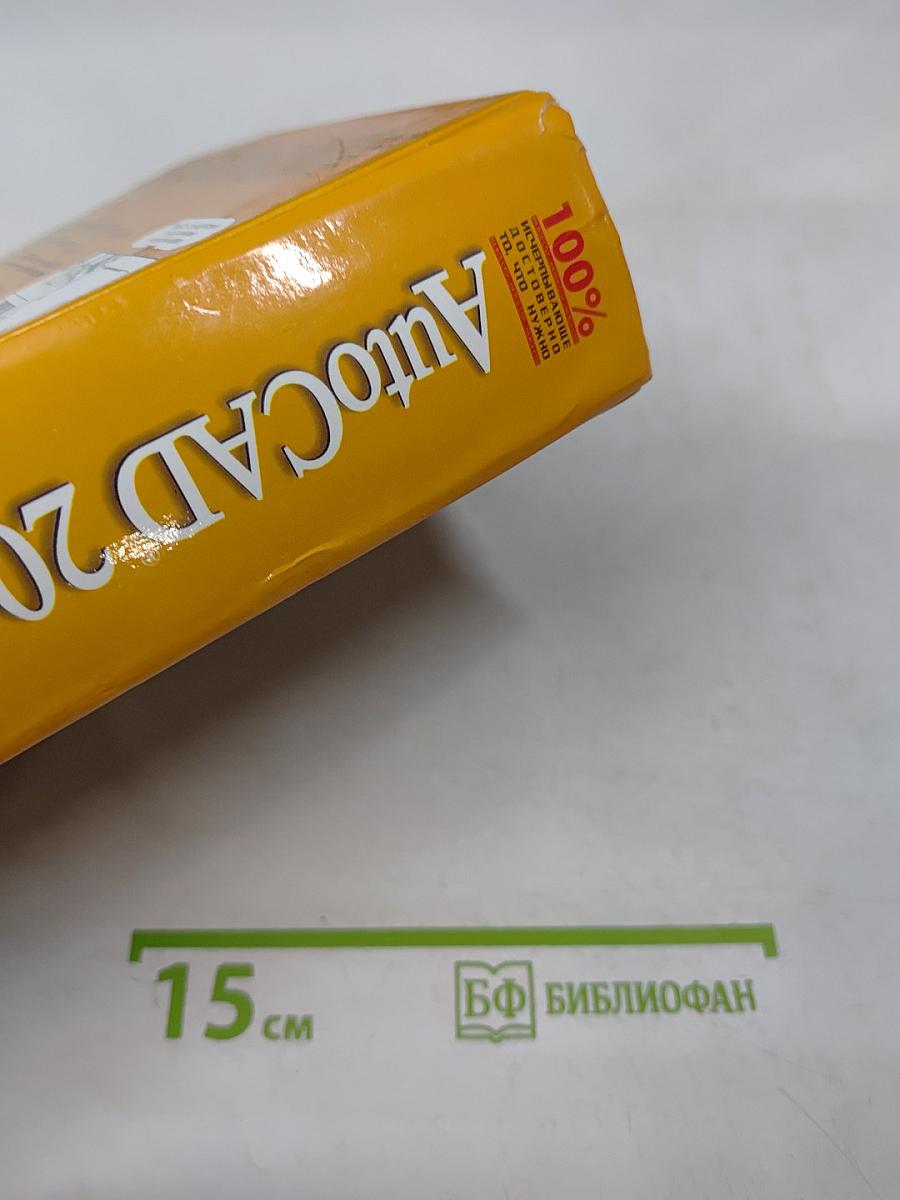 100%
ИСЧЕРПЫВАЮЩЕ
ДОСТОВЕРНО
ТО, ЧТО НУЖНО
AutoCAD® 20
15 см
БФ БИБЛИОФАН